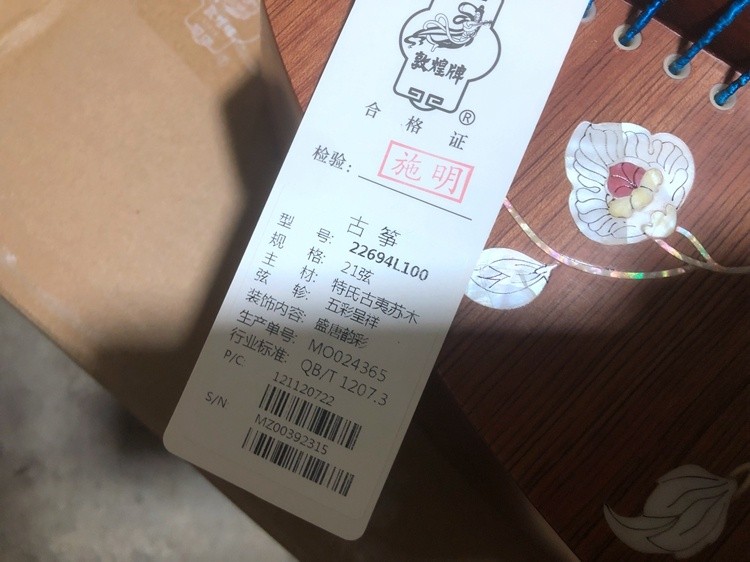 敦煌牌
®
合格证
检验： 施明
古筝
型号: 22694L100
规格: 21弦
主材: 特氏古夷苏木
弦轸: 五彩呈祥
装饰内容: 盛唐韵彩
生产单号: MO024365
行业标准: QB/T 1207.3
P/C: 121120722
S/N: MZ00392315